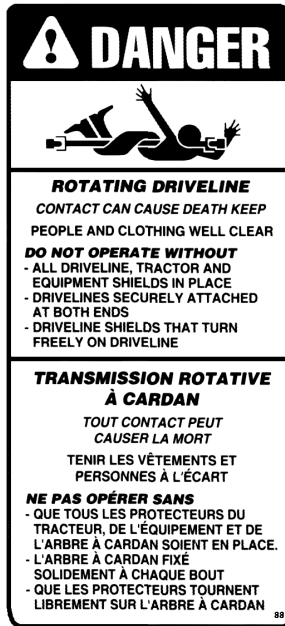 DANGER
ROTATING DRIVELINE
CONTACT CAN CAUSE DEATH KEEP
PEOPLE AND CLOTHING WELL CLEAR
DO NOT OPERATE WITHOUT
- ALL DRIVELINE, TRACTOR AND
EQUIPMENT SHIELDS IN PLACE
- DRIVELINES SECURELY ATTACHED
AT BOTH ENDS
- DRIVELINE SHIELDS THAT TURN
FREELY ON DRIVELINE
TRANSMISSION ROTATIVE
À CARDAN
TOUT CONTACT PEUT
CAUSER LA MORT
TENIR LES VÊTEMENTS ET
PERSONNES À L'ÉCART
NE PAS OPÉRER SANS
- QUE TOUS LES PROTECTEURS DU
TRACTEUR, DE L'ÉQUIPEMENT ET DE
L'ARBRE À CARDAN SOIENT EN PLACE.
- L'ARBRE À CARDAN FIXÉ
SOLIDEMENT À CHAQUE BOUT
- QUE LES PROTECTEURS TOURNENT
LIBREMENT SUR L'ARBRE À CARDAN
88